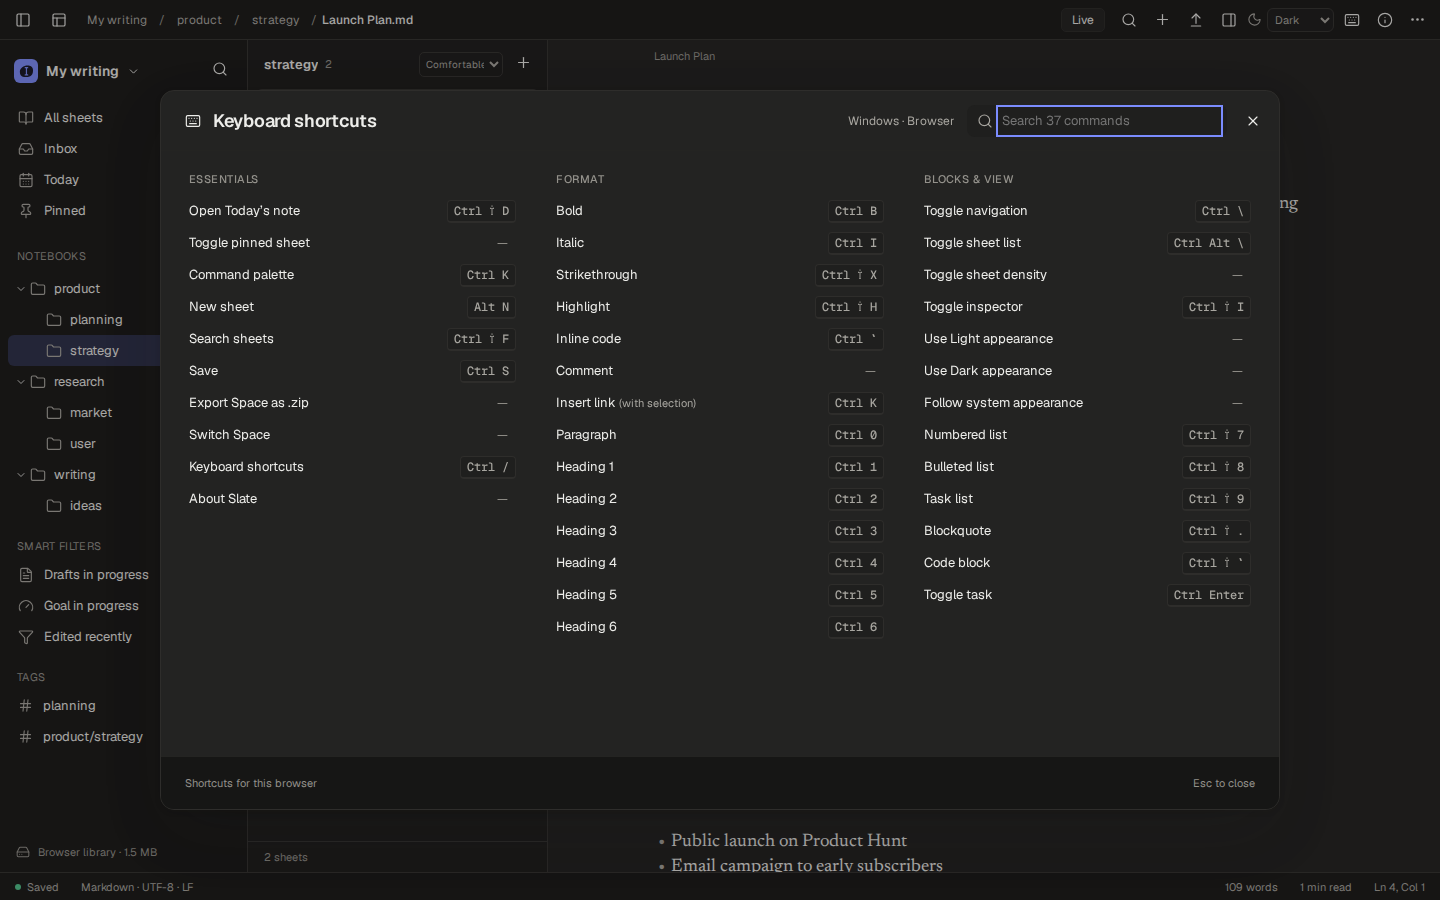 My writing / product / strategy / Launch Plan.md
Live
Dark
My writing
strategy 2
Comfortable
Launch Plan
All sheets
Inbox
Today
Pinned
NOTEBOOKS
product
planning
strategy
research
market
user
writing
ideas
SMART FILTERS
Drafts in progress
Goal in progress
Edited recently
TAGS
# planning
# product/strategy
Browser library · 1.5 MB
Keyboard shortcuts
Windows · Browser
Search 37 commands
ESSENTIALS
Open Today's note Ctrl ⇧ D
Toggle pinned sheet —
Command palette Ctrl K
New sheet Alt N
Search sheets Ctrl ⇧ F
Save Ctrl S
Export Space as .zip —
Switch Space —
Keyboard shortcuts Ctrl /
About Slate —
FORMAT
Bold Ctrl B
Italic Ctrl I
Strikethrough Ctrl ⇧ X
Highlight Ctrl ⇧ H
Inline code Ctrl `
Comment —
Insert link (with selection) Ctrl K
Paragraph Ctrl 0
Heading 1 Ctrl 1
Heading 2 Ctrl 2
Heading 3 Ctrl 3
Heading 4 Ctrl 4
Heading 5 Ctrl 5
Heading 6 Ctrl 6
BLOCKS & VIEW
Toggle navigation Ctrl \
Toggle sheet list Ctrl Alt \
Toggle sheet density —
Toggle inspector Ctrl ⇧ I
Use Light appearance —
Use Dark appearance —
Follow system appearance —
Numbered list Ctrl ⇧ 7
Bulleted list Ctrl ⇧ 8
Task list Ctrl ⇧ 9
Blockquote Ctrl ⇧ .
Code block Ctrl ⇧ `
Toggle task Ctrl Enter
ng
Shortcuts for this browser
Esc to close
• Public launch on Product Hunt
• Email campaign to early subscribers
2 sheets
Saved
Markdown · UTF-8 · LF
109 words
1 min read
Ln 4, Col 1